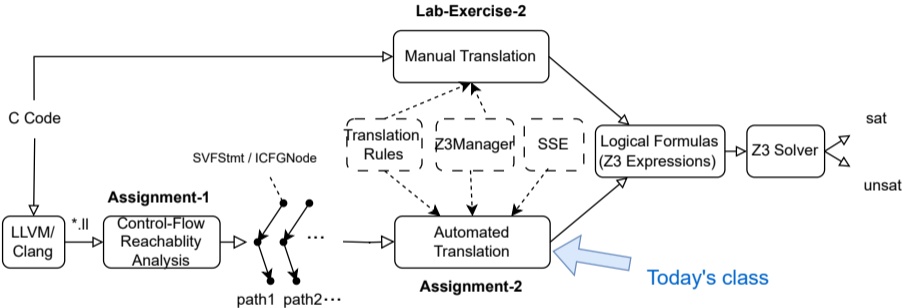 Lab-Exercise-2
Manual Translation
C Code
Translation
Rules
Z3Manager
SSE
Logical Formulas
(Z3 Expressions)
Z3 Solver
sat
unsat
SVFStmt / ICFGNode
Assignment-1
LLVM/
Clang
*.ll
Control-Flow
Reachablity
Analysis
...
path1 path2...
Automated
Translation
Assignment-2
Today's class